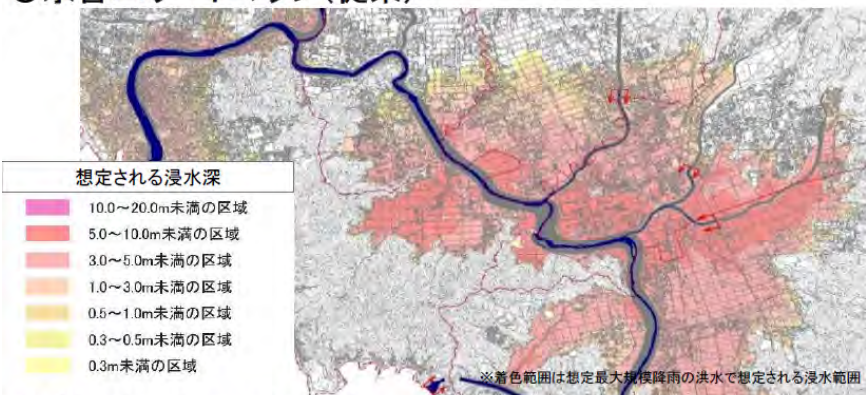 想定される浸水深
10.0～20.0m未満の区域
5.0～10.0m未満の区域
3.0～5.0m未満の区域
1.0～3.0m未満の区域
0.5～1.0m未満の区域
0.3～0.5m未満の区域
0.3m未満の区域
※着色範囲は想定最大規模降雨の洪水で想定される浸水範囲